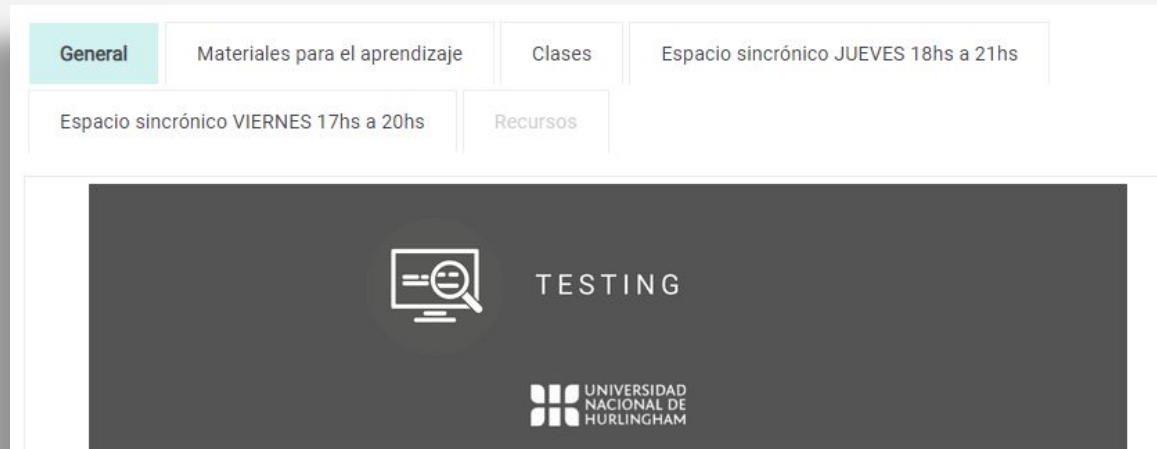 General
Materiales para el aprendizaje
Clases
Espacio sincrónico JUEVES 18hs a 21hs
Espacio sincrónico VIERNES 17hs a 20hs
Recursos
TESTING
UNIVERSIDAD
NACIONAL DE
HURLINGHAM